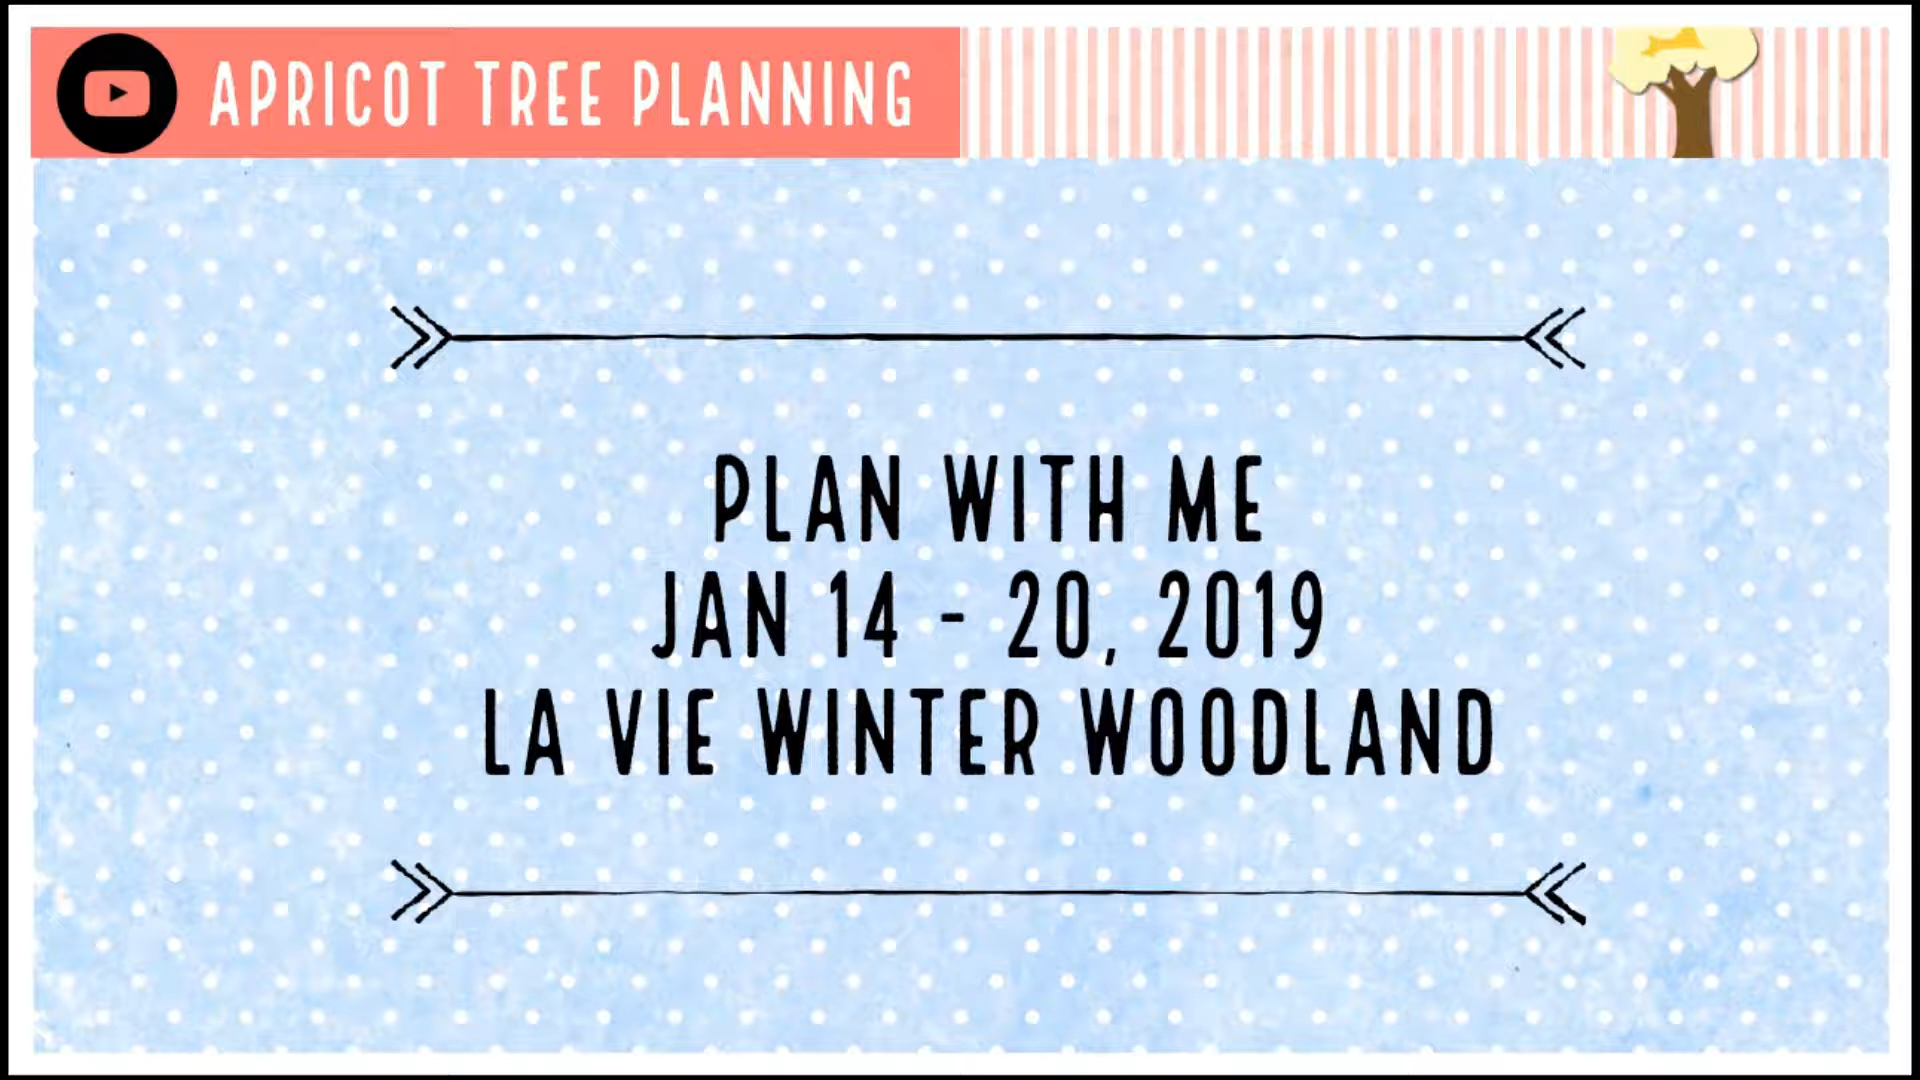 APRICOT TREE PLANNING
PLAN WITH ME
JAN 14 - 20, 2019
LA VIE WINTER WOODLAND